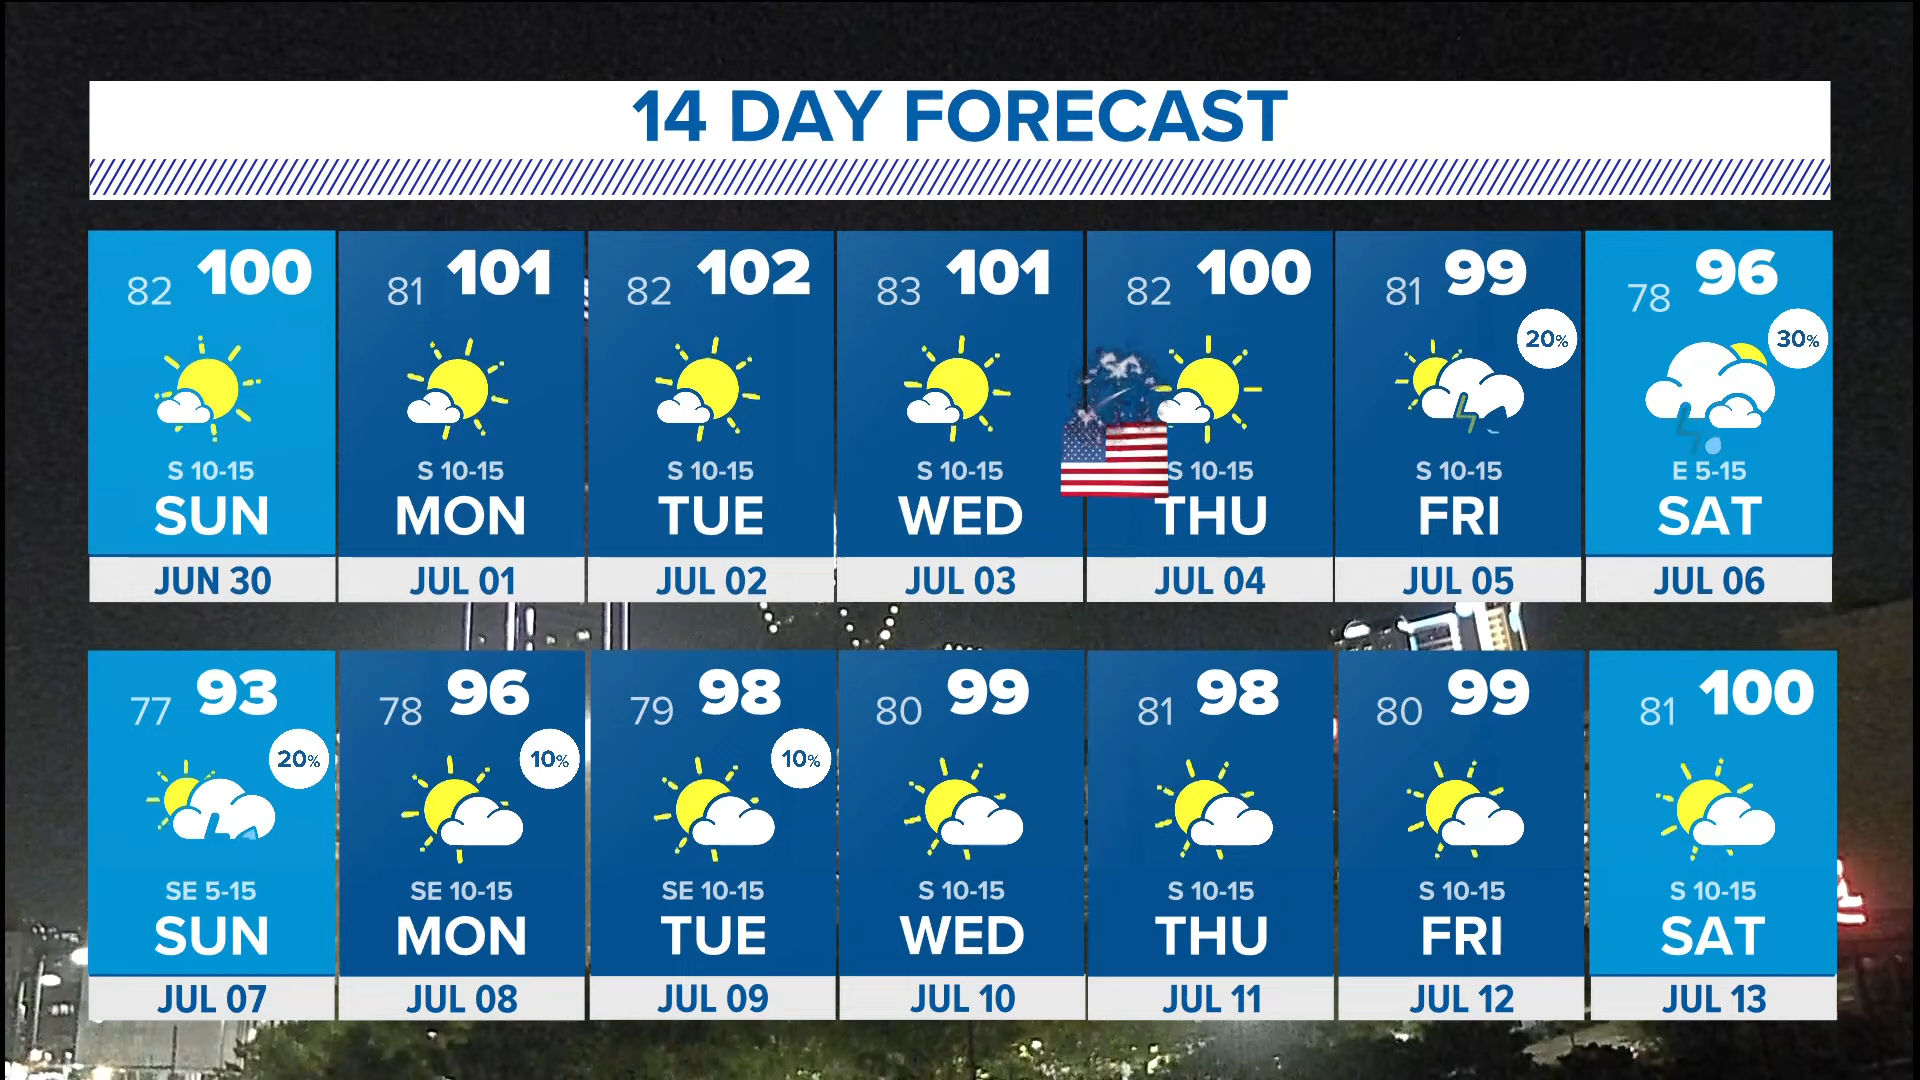 14 DAY FORECAST
82 100 81 101 82 102 83 101 82 100 81 99 78 96
20% 30%
S 10-15 S 10-15 S 10-15 S 10-15 S 10-15 S 10-15 E 5-15
SUN MON TUE WED THU FRI SAT
JUN 30 JUL 01 JUL 02 JUL 03 JUL 04 JUL 05 JUL 06
77 93 78 96 79 98 80 99 81 98 80 99 81 100
20% 10% 10%
SE 5-15 SE 10-15 SE 10-15 S 10-15 S 10-15 S 10-15 S 10-15
SUN MON TUE WED THU FRI SAT
JUL 07 JUL 08 JUL 09 JUL 10 JUL 11 JUL 12 JUL 13